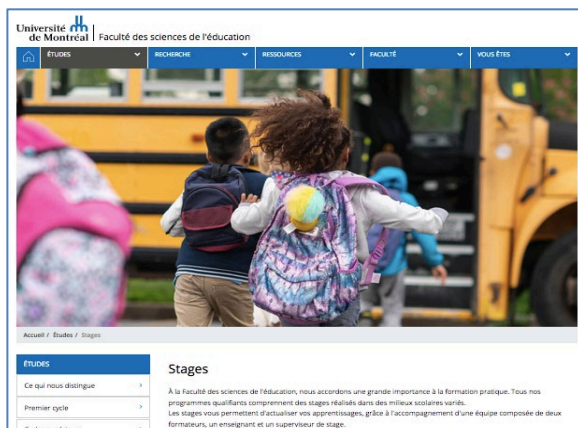 Université
de Montréal
Faculté des sciences de l'éducation
ÉTUDES
RECHERCHE
RESSOURCES
FACULTÉ
VOUS ÊTES
Accueil / Études / Stages
ÉTUDES
Ce qui nous distingue
Premier cycle
Stages
À la Faculté des sciences de l'éducation, nous accordons une grande importance à la formation pratique. Tous nos
programmes qualifiants comprennent des stages réalisés dans des milieux scolaires variés.
Les stages vous permettent d'actualiser vos apprentissages, grâce à l'accompagnement d'une équipe composée de deux
formateurs, un enseignant et un superviseur de stage.